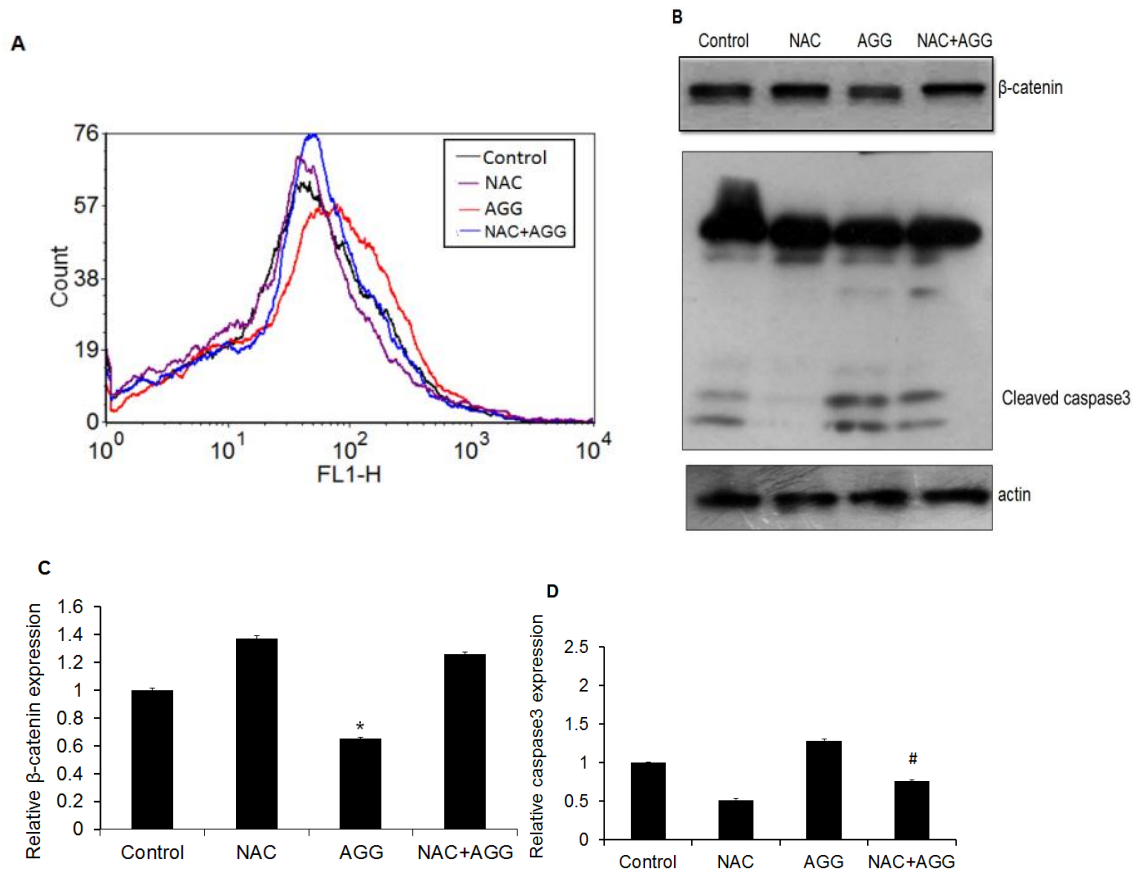 A
76
57
38
19
0
Count
10^0 10^1 10^2 10^3 10^4
FL1-H
Control
NAC
AGG
NAC+AGG
B
Control NAC AGG NAC+AGG
β-catenin
Cleaved caspase3
actin
C
Relative β-catenin expression
1.6
1.4
1.2
1
0.8
0.6
0.4
0.2
0
*
Control NAC AGG NAC+AGG
D
Relative caspase3 expression
2.5
2
1.5
1
0.5
0
#
Control NAC AGG NAC+AGG